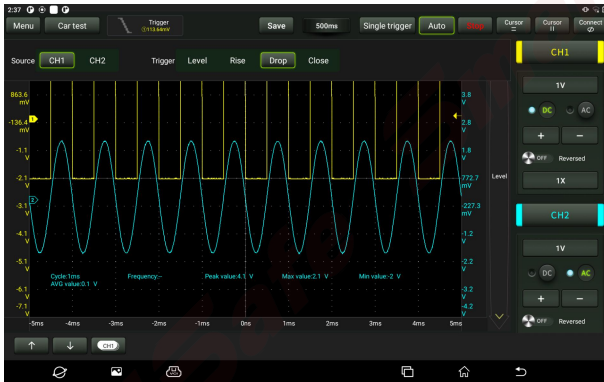 2:37
Menu Car test Trigger Save 500ms Single trigger Auto Stop Cursor Cursor Connect
①:113.64mV
CH1
Source CH1 CH2 Trigger Level Rise Drop Close
1V
DC AC
+ −
OFF Reversed
1X
CH2
1V
DC AC
+ −
OFF Reversed
863.6 mV
-136.4 mV
-1.1 V
-2.1 V
-3.1 V
-4.1 V
-5.1 V
-6.1 V
-7.1 V
1
2
3.8 V
2.8 V
1.8 V
772.7 mV
-227.3 mV
-1.2 V
-2.2 V
-3.2 V
-4.2 V
Level
Cycle:1ms Frequency:-- Peak value:4.1 V Max value:2.1 V Min value:-2 V
AVG value:0.1 V
-5ms -4ms -3ms -2ms -1ms 0ns 1ms 2ms 3ms 4ms 5ms
CH1